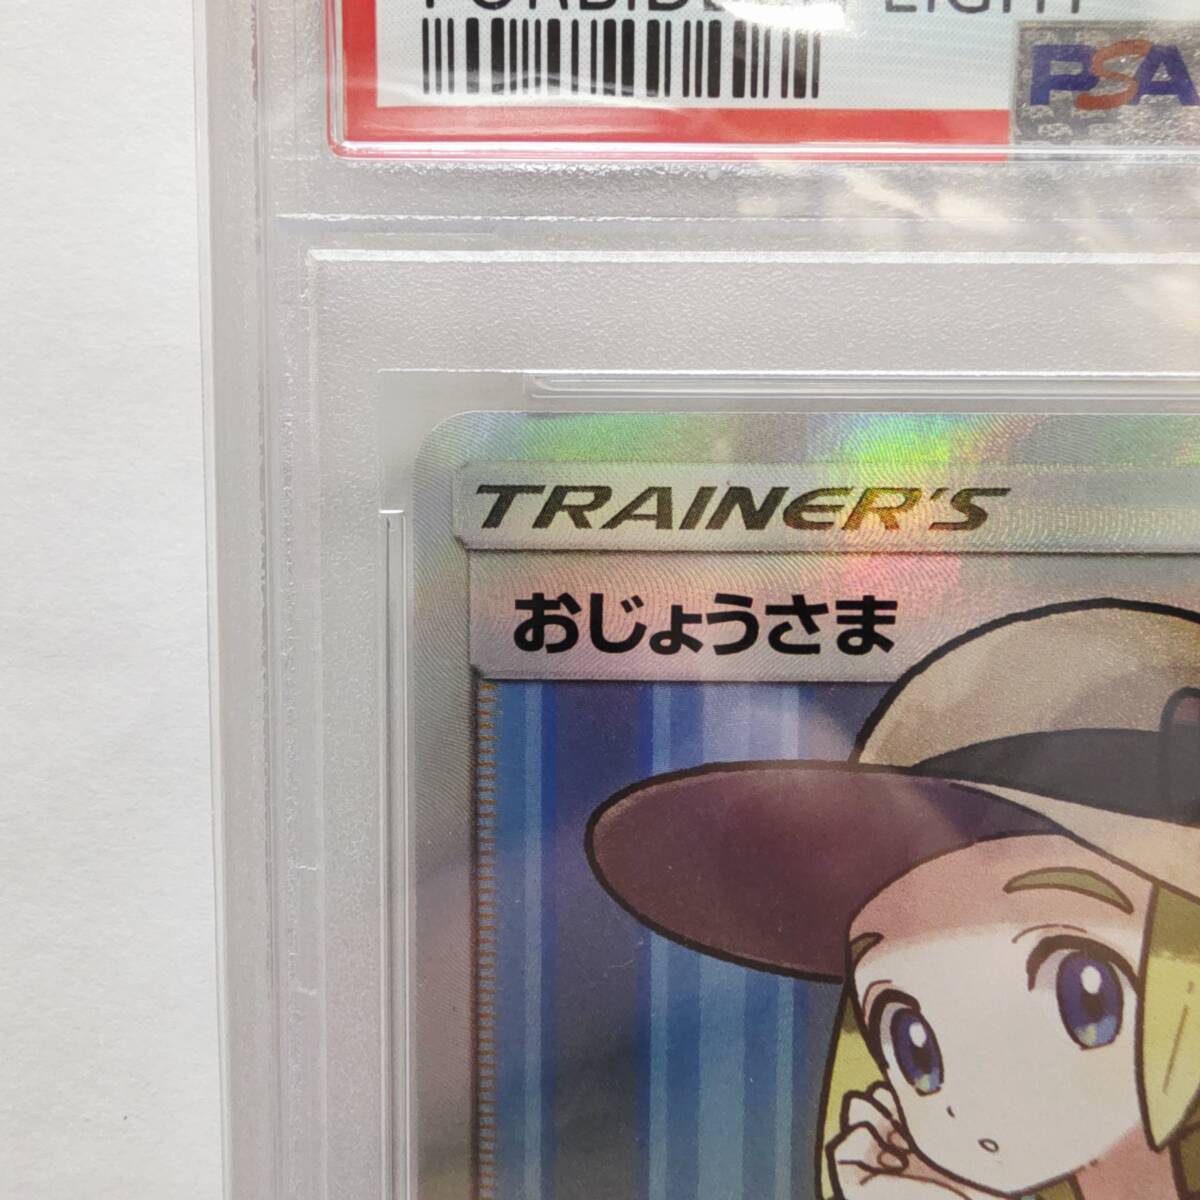 FORBIDDEN LIGHT
PSA
TRAINER'S
おじょうさま